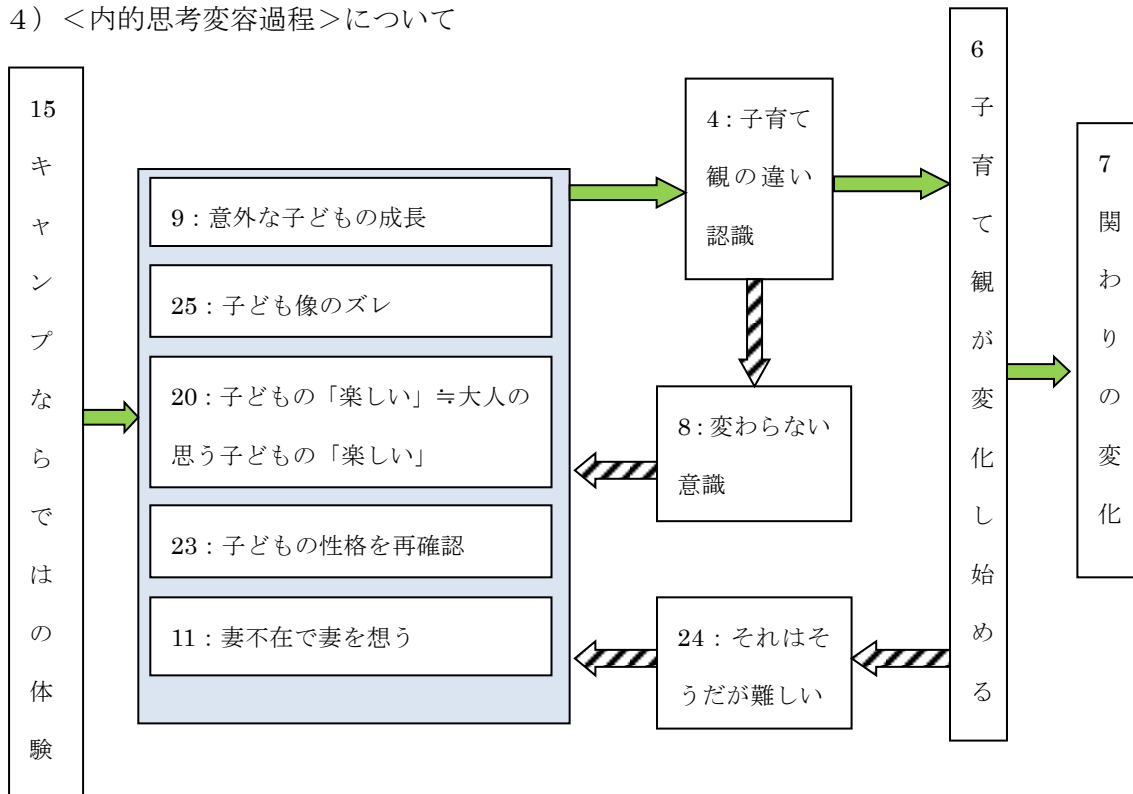 4）＜内的思考変容過程＞について
15キャンプならではの体験
9：意外な子どもの成長
25：子ども像のズレ
20：子どもの「楽しい」≒大人の
思う子どもの「楽しい」
23：子どもの性格を再確認
11：妻不在で妻を想う
4：子育て
観の違い
認識
8：変わらない
意識
24：それはそ
うだが難しい
6子育て観が変化し始める
7関わりの変化